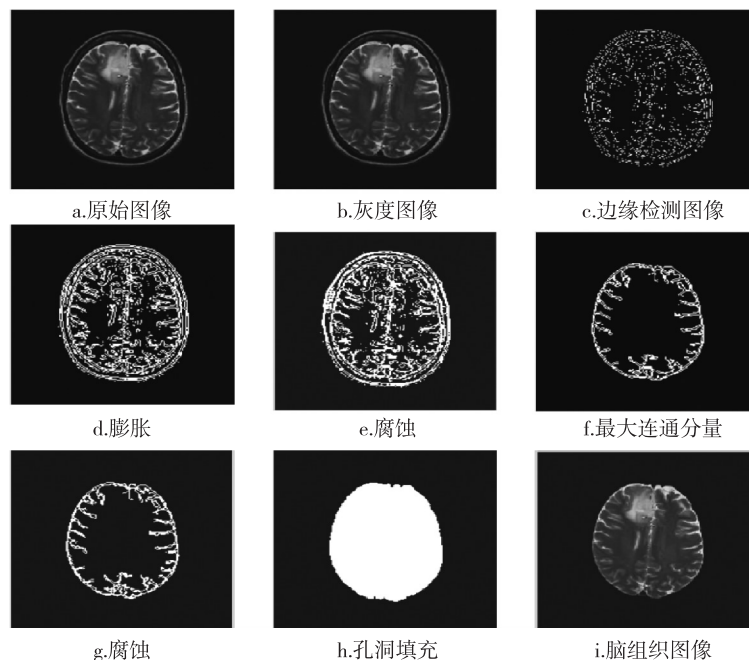 a.原始图像
b.灰度图像
c.边缘检测图像
d.膨胀
e.腐蚀
f.最大连通分量
g.腐蚀
h.孔洞填充
i.脑组织图像